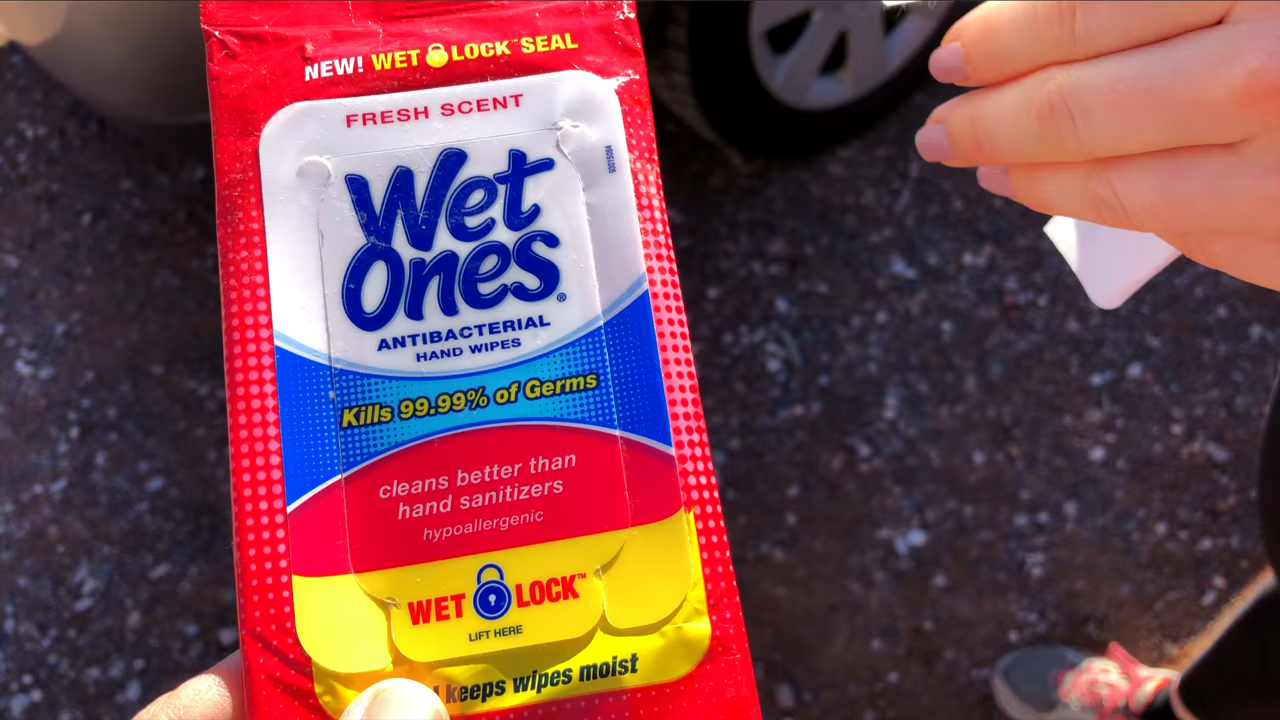 NEW! WET LOCK™ SEAL
FRESH SCENT
93015084
Wet
Ones®
ANTIBACTERIAL
HAND WIPES
Kills 99.99% of Germs
cleans better than
hand sanitizers
hypoallergenic
WET LOCK™
LIFT HERE
keeps wipes moist